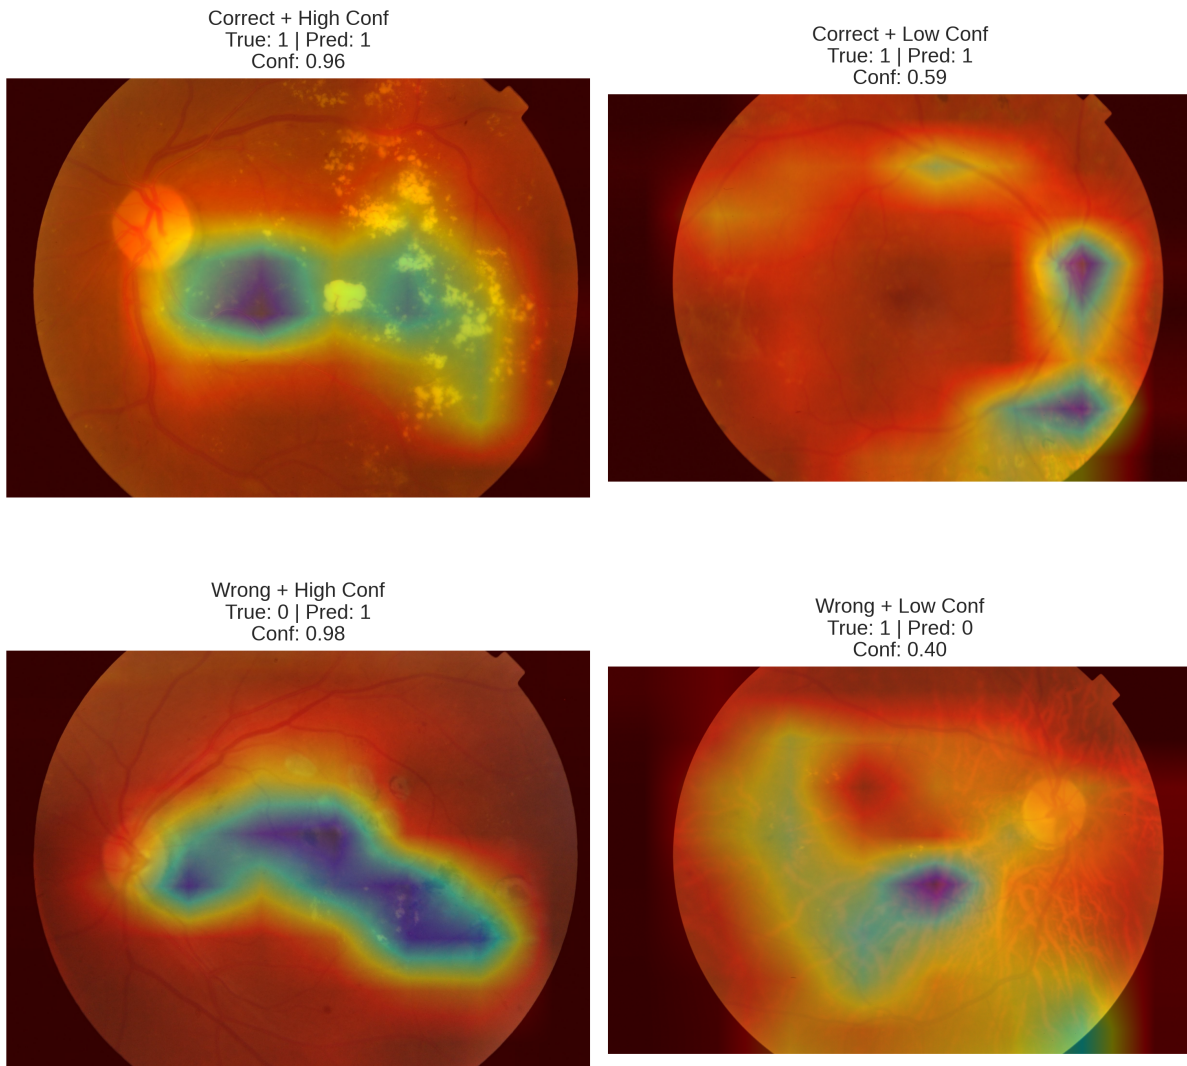 Correct + High Conf
True: 1 | Pred: 1
Conf: 0.96
Correct + Low Conf
True: 1 | Pred: 1
Conf: 0.59
Wrong + High Conf
True: 0 | Pred: 1
Conf: 0.98
Wrong + Low Conf
True: 1 | Pred: 0
Conf: 0.40